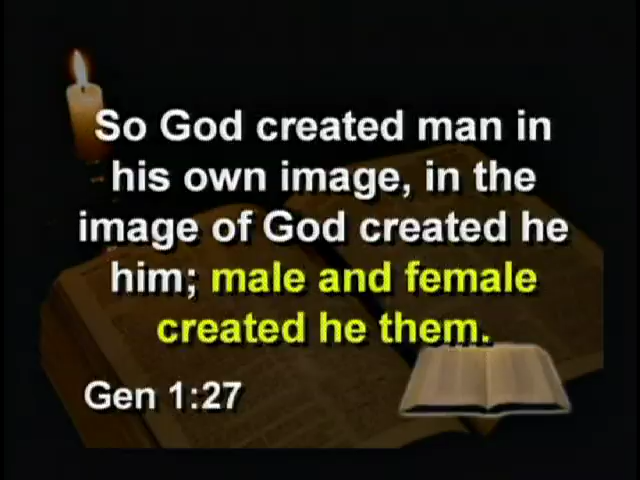 So God created man in
his own image, in the
image of God created he
him; male and female
created he them.
Gen 1:27